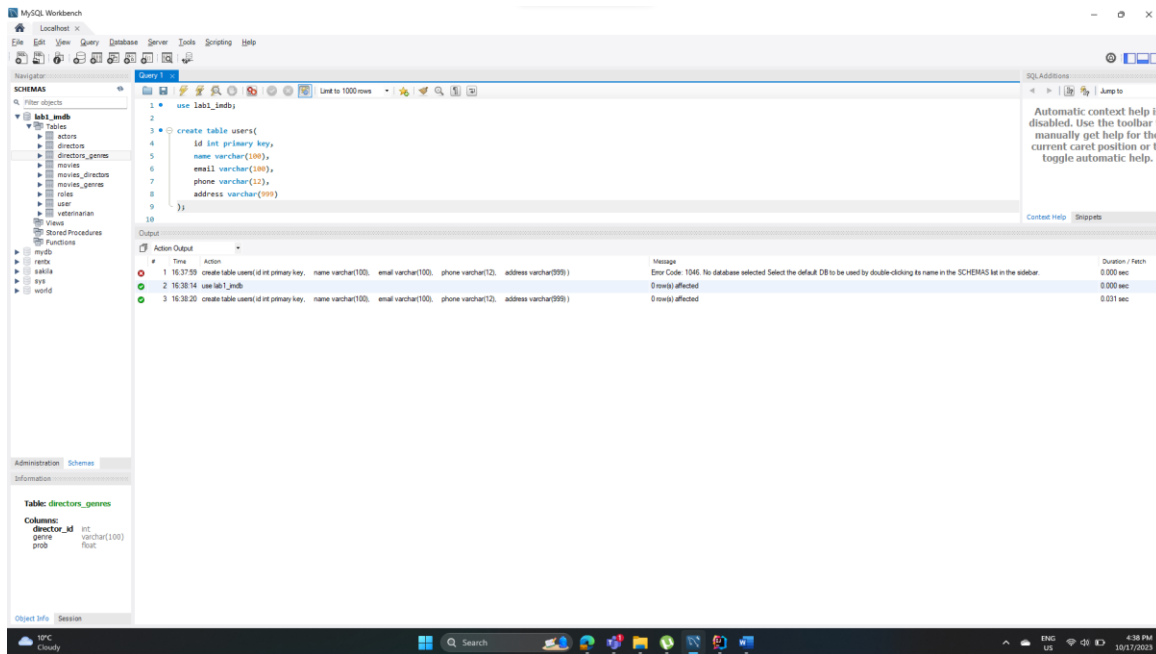 MySQL Workbench
Localhost ×
File Edit View Query Database Server Tools Scripting Help
Navigator
SCHEMAS
Filter objects
lab1_imdb
Tables
actors
directors
directors_genres
movies
movies_directors
movies_genres
roles
user
veterinarian
Views
Stored Procedures
Functions
mydb
rentx
sakila
sys
world
Administration Schemas
Information
Table: directors_genres
Columns:
director_id int
genre varchar(100)
prob float
Object Info Session
Query 1 ×
Limit to 1000 rows
1 use lab1_imdb;
2
3 create table users(
4 id int primary key,
5 name varchar(100),
6 email varchar(100),
7 phone varchar(12),
8 address varchar(999)
9 );
10
Output
Action Output
# Time Action Message Duration / Fetch
1 16:37:59 create table users( id int primary key, name varchar(100), email varchar(100), phone varchar(12), address varchar(999) ) Error Code: 1046. No database selected Select the default DB to be used by double-clicking its name in the SCHEMAS list in the sidebar. 0.000 sec
2 16:38:14 use lab1_imdb 0 row(s) affected 0.000 sec
3 16:38:20 create table users( id int primary key, name varchar(100), email varchar(100), phone varchar(12), address varchar(999) ) 0 row(s) affected 0.031 sec
SQLAdditions
Jump to
Automatic context help i
disabled. Use the toolbar
manually get help for the
current caret position or t
toggle automatic help.
Context Help Snippets
10°C
Cloudy
Search
ENG
US
4:38 PM
10/17/2023